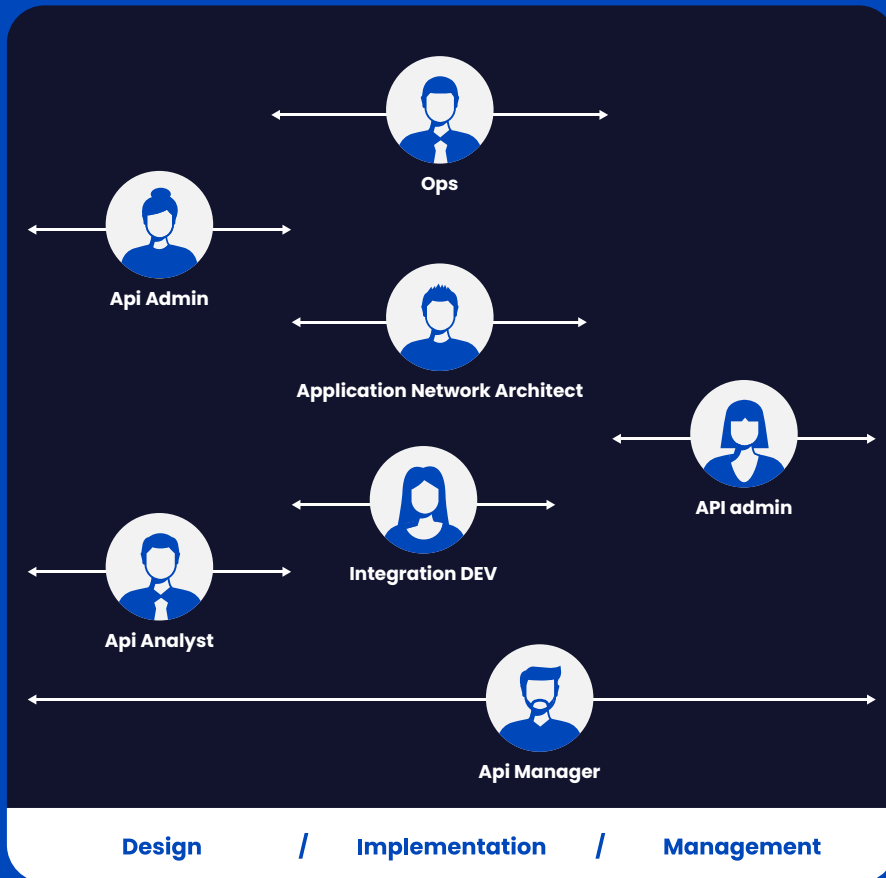 Ops
Api Admin
Application Network Architect
API admin
Integration DEV
Api Analyst
Api Manager
Design / Implementation / Management